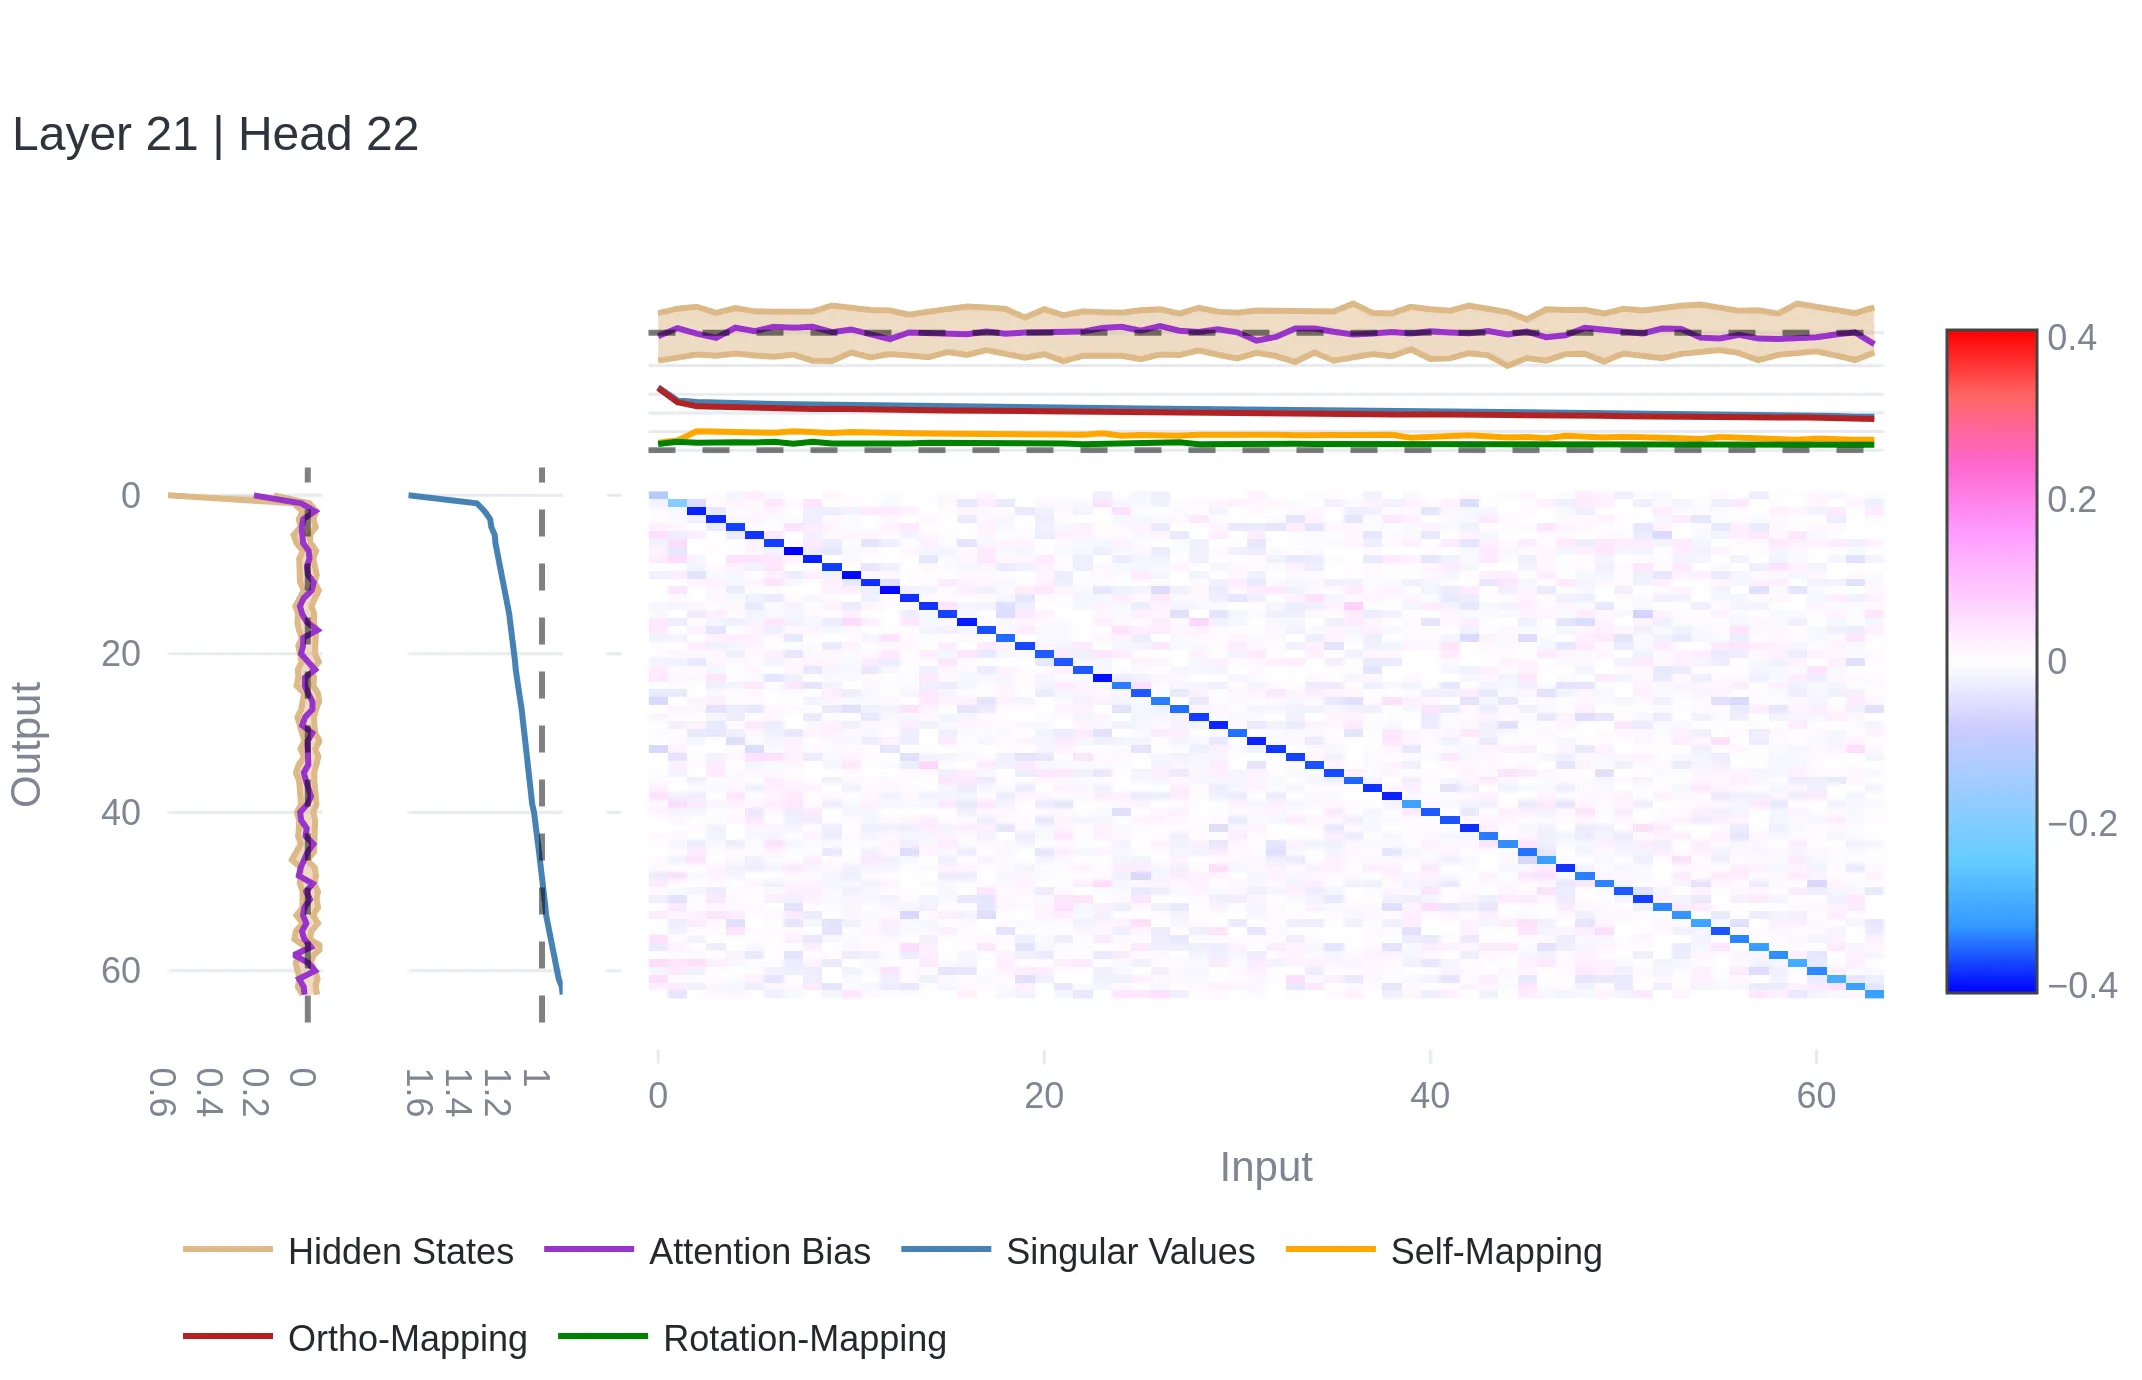 Layer 21 | Head 22
0.4
0.2
0
−0.2
−0.4
0
20
40
60
Output
0.6
0.4
0.2
0
1.6
1.4
1.2
1
0
20
40
60
Input
Hidden States
Attention Bias
Singular Values
Self-Mapping
Ortho-Mapping
Rotation-Mapping